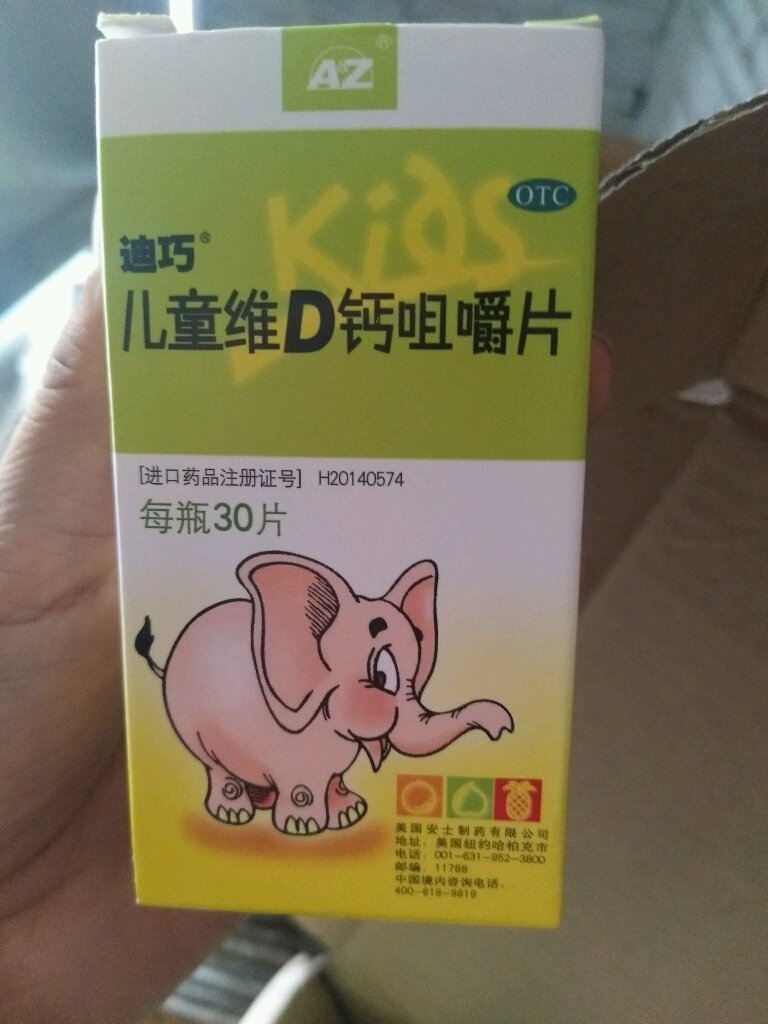 A&Z®
Kids
OTC
迪巧®
儿童维D钙咀嚼片
[进口药品注册证号] H20140574
每瓶30片
美国安士制药有限公司
地址：美国纽约哈帕克市
电话：001-631-952-3800
邮编：11788
中国境内咨询电话：
400-618-9819